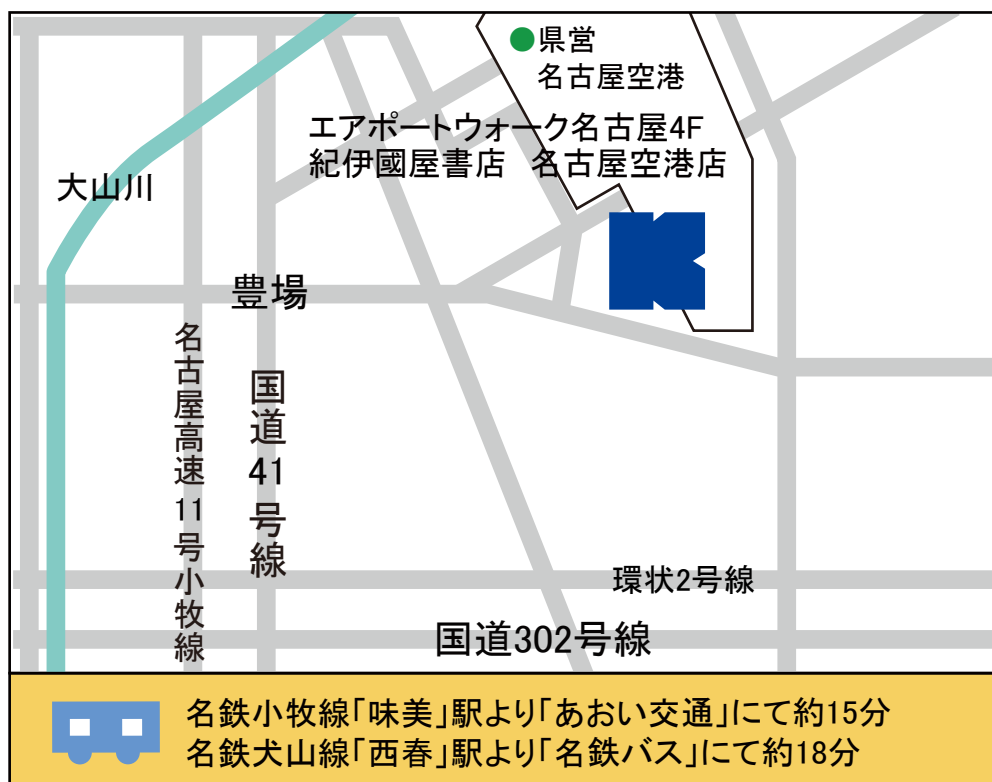 県営
名古屋空港
エアポートウォーク名古屋4F
紀伊國屋書店 名古屋空港店
大山川
豊場
名古屋高速11号小牧線
国道41号線
環状2号線
国道302号線
名鉄小牧線「味美」駅より「あおい交通」にて約15分
名鉄犬山線「西春」駅より「名鉄バス」にて約18分